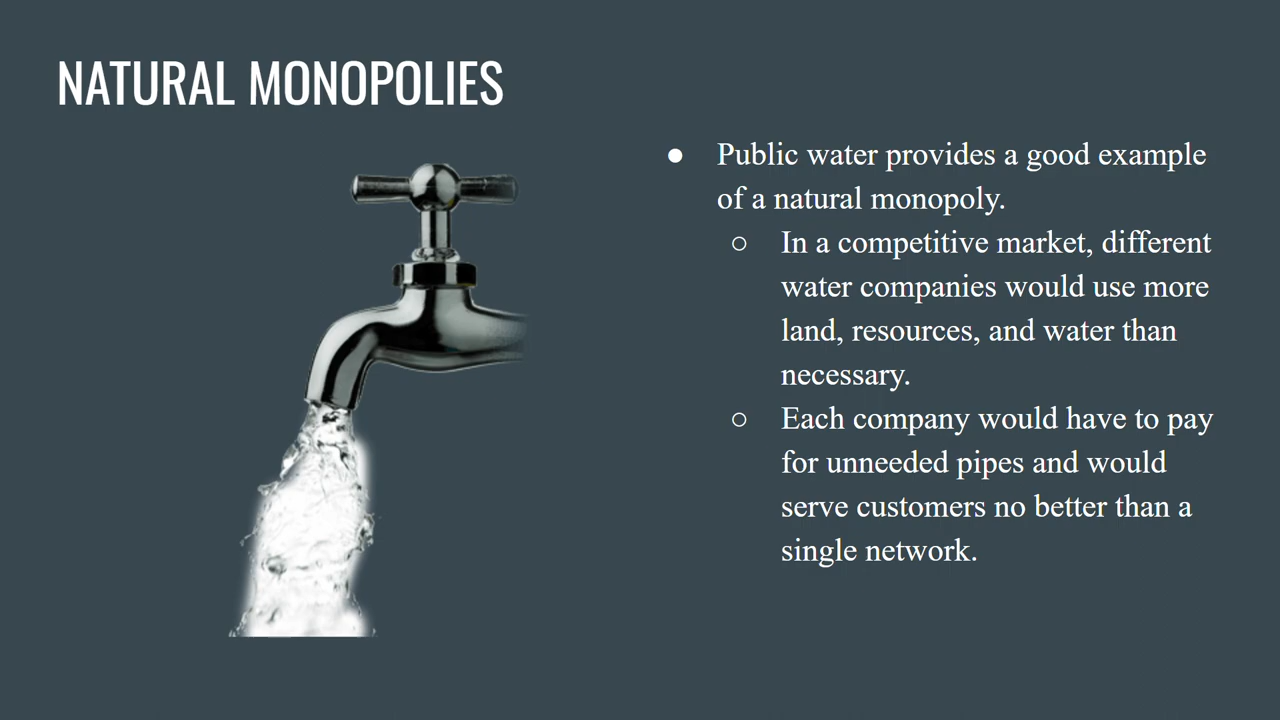 NATURAL MONOPOLIES
● Public water provides a good example
of a natural monopoly.
○ In a competitive market, different
water companies would use more
land, resources, and water than
necessary.
○ Each company would have to pay
for unneeded pipes and would
serve customers no better than a
single network.